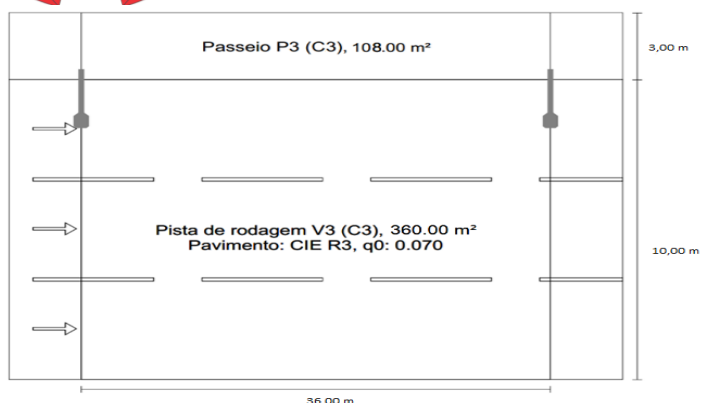 Passeio P3 (C3), 108.00 m²
3,00 m
Pista de rodagem V3 (C3), 360.00 m²
Pavimento: CIE R3, q0: 0.070
10,00 m
36.00 m